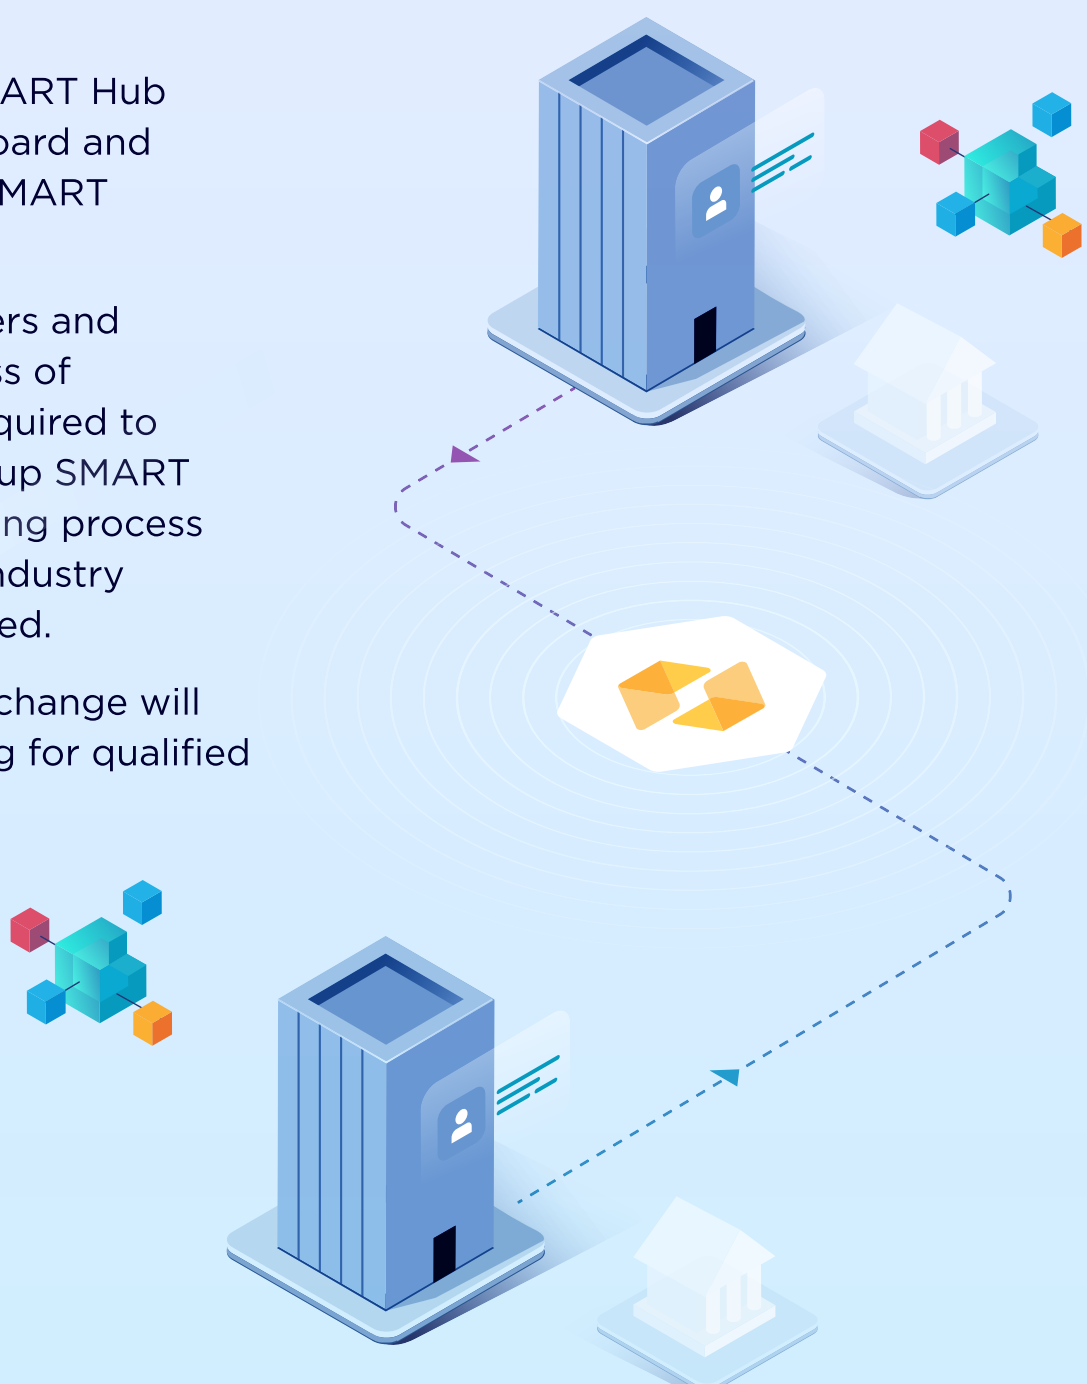 ART Hub
oard and
MART
ers and
ss of
quired to
up SMART
ng process
ndustry
ed.
change will
g for qualified